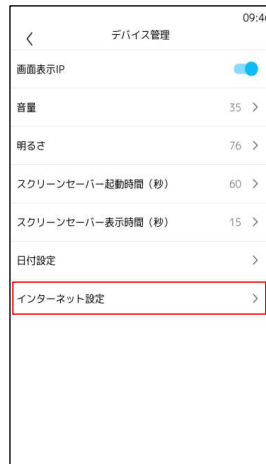 09:46
デバイス管理
画面表示IP
音量 35
明るさ 76
スクリーンセーバー起動時間（秒） 60
スクリーンセーバー表示時間（秒） 15
日付設定
インターネット設定